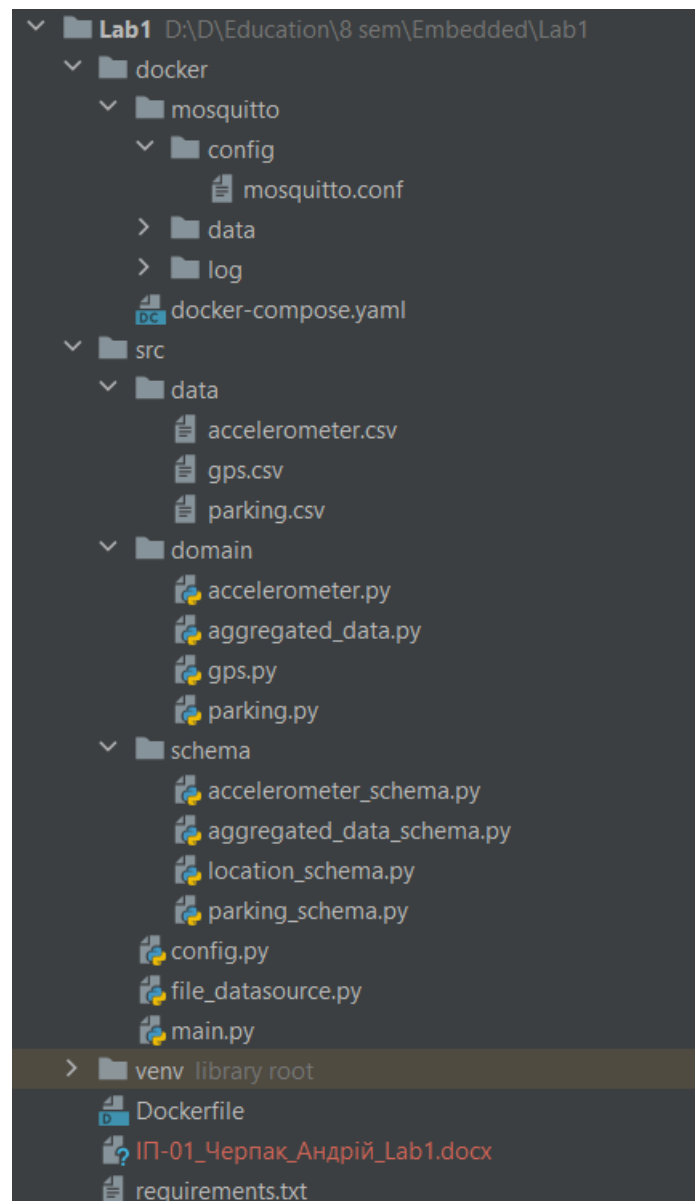 Lab1 D:\D\Education\8 sem\Embedded\Lab1
docker
mosquitto
config
mosquitto.conf
data
log
DC docker-compose.yaml
src
data
accelerometer.csv
gps.csv
parking.csv
domain
accelerometer.py
aggregated_data.py
gps.py
parking.py
schema
accelerometer_schema.py
aggregated_data_schema.py
location_schema.py
parking_schema.py
config.py
file_datasource.py
main.py
venv library root
D Dockerfile
? ІП-01_Черпак_Андрій_Lab1.docx
requirements.txt